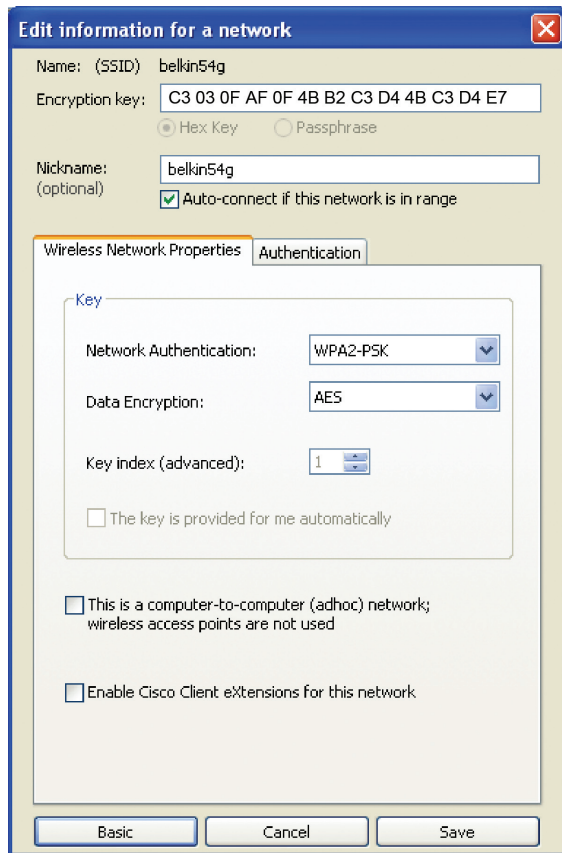 Edit information for a network
Name: (SSID) belkin54g
Encryption key: C3 03 0F AF 0F 4B B2 C3 D4 4B C3 D4 E7
Hex Key Passphrase
Nickname: belkin54g
(optional)
Auto-connect if this network is in range
Wireless Network Properties Authentication
Key
Network Authentication: WPA2-PSK
Data Encryption: AES
Key index (advanced): 1
The key is provided for me automatically
This is a computer-to-computer (adhoc) network;
wireless access points are not used
Enable Cisco Client eXtensions for this network
Basic Cancel Save